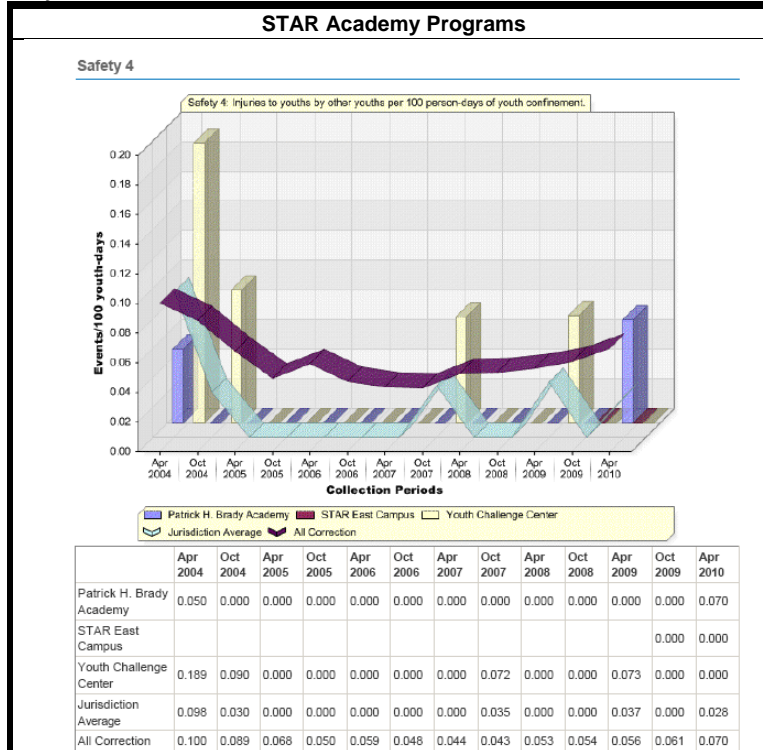 STAR Academy Programs
Safety 4
Safety 4: Injuries to youths by other youths per 100 person-days of youth confinement.
Events/100 youth-days
0.20
0.18
0.16
0.14
0.12
0.10
0.08
0.06
0.04
0.02
0.00
Apr Oct Apr Oct Apr Oct Apr Oct Apr Oct Apr Oct Apr
2004 2004 2005 2005 2006 2006 2007 2007 2008 2008 2009 2009 2010
Collection Periods
Patrick H. Brady Academy STAR East Campus Youth Challenge Center
Jurisdiction Average All Correction
Apr Oct Apr Oct Apr Oct Apr Oct Apr Oct Apr Oct Apr
2004 2004 2005 2005 2006 2006 2007 2007 2008 2008 2009 2009 2010
Patrick H. Brady
Academy 0.050 0.000 0.000 0.000 0.000 0.000 0.000 0.000 0.000 0.000 0.000 0.000 0.070
STAR East
Campus 0.000 0.000
Youth Challenge
Center 0.189 0.090 0.000 0.000 0.000 0.000 0.000 0.072 0.000 0.000 0.073 0.000 0.000
Jurisdiction
Average 0.098 0.030 0.000 0.000 0.000 0.000 0.000 0.035 0.000 0.000 0.037 0.000 0.028
All Correction 0.100 0.089 0.068 0.050 0.059 0.048 0.044 0.043 0.053 0.054 0.056 0.061 0.070